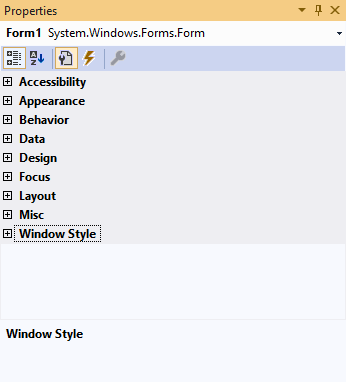 Properties
Form1 System.Windows.Forms.Form
A
Z
Accessibility
Appearance
Behavior
Data
Design
Focus
Layout
Misc
Window Style
Window Style